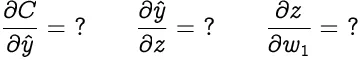 ∂C/∂ŷ = ? ∂ŷ/∂z = ? ∂z/∂w₁ = ?